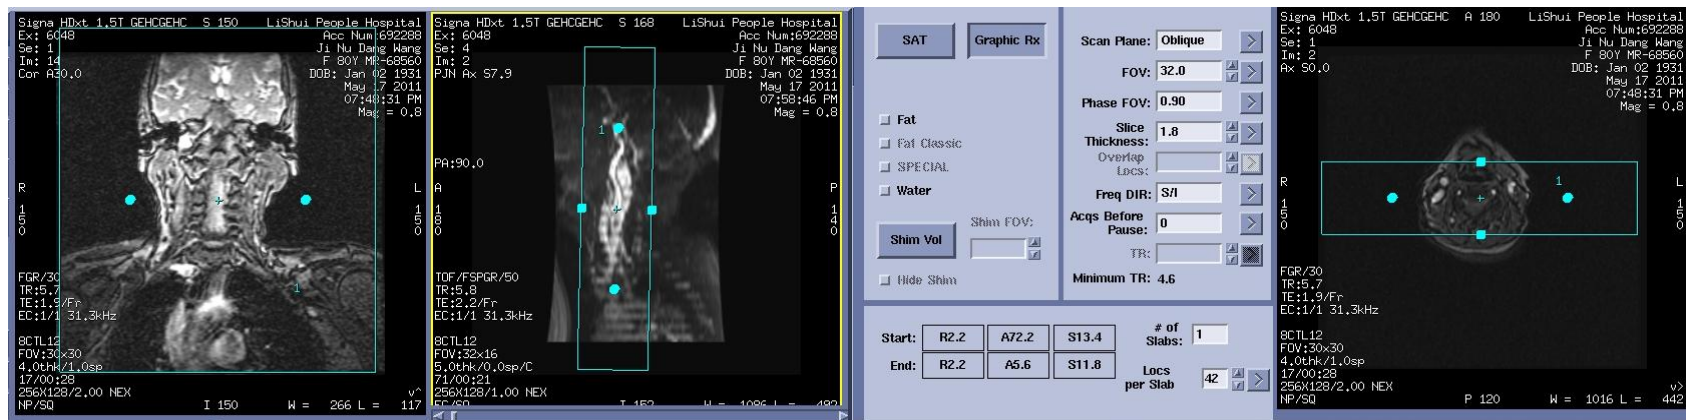 Signa HDxt 1.5T GEHCGEHC S 150 LiShui People Hospital
Ex: 6048 Acc Num:692288
Se: 1 Ji Nu Dang Wang
Im: 14 F 80Y MR-68560
Cor A30.0 DOB: Jan 02 1931
May 17 2011
07:48:31 PM
Mag = 0.8
R 150
L 150
FGR/30 1
TR:5.7
TE:1.9/Fr
EC:1/1 31.3kHz
8CTL12
FOV:30x30
4.0thk/1.0sp
17/00:28
256X128/2.00 NEX v^
NP/SQ I 150 W = 266 L = 117
Signa HDxt 1.5T GEHCGEHC S 168 LiShui People Hospital
Ex: 6048 Acc Num:692288
Se: 4 Ji Nu Dang Wang
Im: 2 F 80Y MR-68560
PJN Ax S7.9 DOB: Jan 02 1931
May 17 2011
07:58:46 PM
Mag = 0.8
1
PA:90.0
A 180
P 140
TOF/FSPGR/50
TR:5.8
TE:2.2/Fr
EC:1/1 31.3kHz
8CTL12
FOV:32x16
5.0thk/0.0sp/C
71/00:21
256X128/1.00 NEX
EC/SQ I 152 W = 1086 L = 492
SAT Graphic Rx
Fat
Fat Classic
SPECIAL
Water
Shim Vol Shim FOV:
Hide Shim
Scan Plane: Oblique >
FOV: 32.0 >
Phase FOV: 0.90 >
Slice Thickness: 1.8 >
Overlap Locs: >
Freq DIR: S/I >
Acqs Before Pause: 0 >
TR:
Minimum TR: 4.6
Start: R2.2 A72.2 S13.4 # of Slabs: 1
End: R2.2 A5.6 S11.8 Locs per Slab 42 >
Signa HDxt 1.5T GEHCGEHC A 180 LiShui People Hospital
Ex: 6048 Acc Num:692288
Se: 1 Ji Nu Dang Wang
Im: 2 F 80Y MR-68560
Ax S0.0 DOB: Jan 02 1931
May 17 2011
07:48:31 PM
Mag = 0.8
R 150
1
L 150
FGR/30
TR:5.7
TE:1.9/Fr
EC:1/1 31.3kHz
8CTL12
FOV:30x30
4.0thk/1.0sp
17/00:28
256X128/2.00 NEX v>
NP/SQ P 120 W = 1016 L = 442